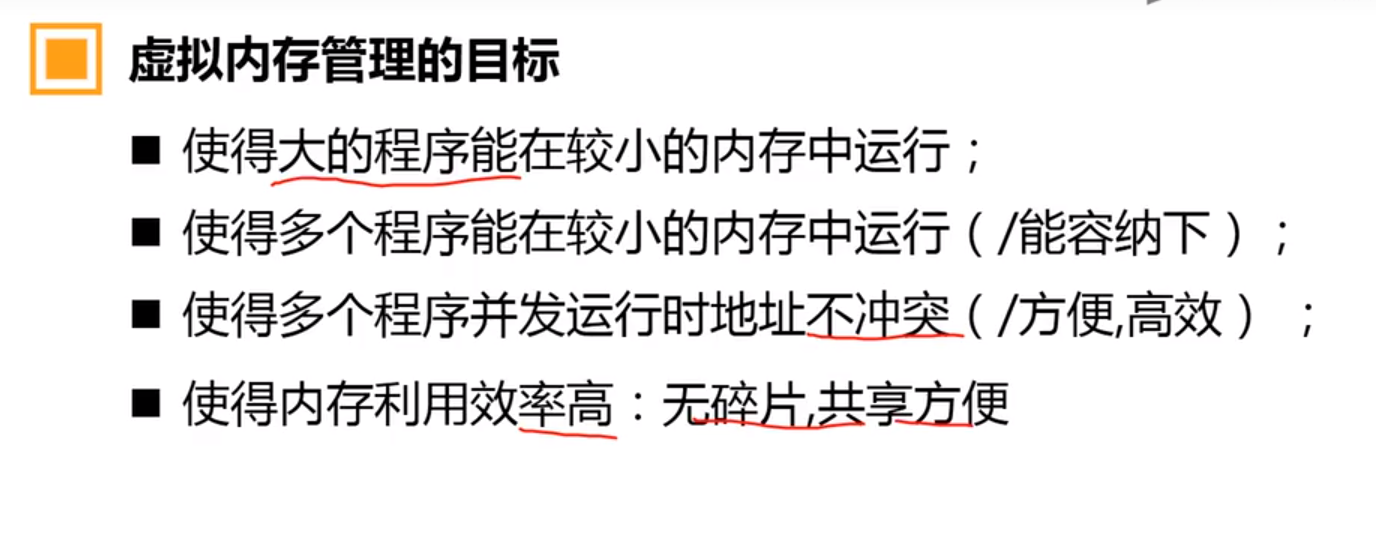 虚拟内存管理的目标
■ 使得大的程序能在较小的内存中运行；
■ 使得多个程序能在较小的内存中运行（/能容纳下）；
■ 使得多个程序并发运行时地址不冲突（/方便,高效）；
■ 使得内存利用效率高：无碎片,共享方便